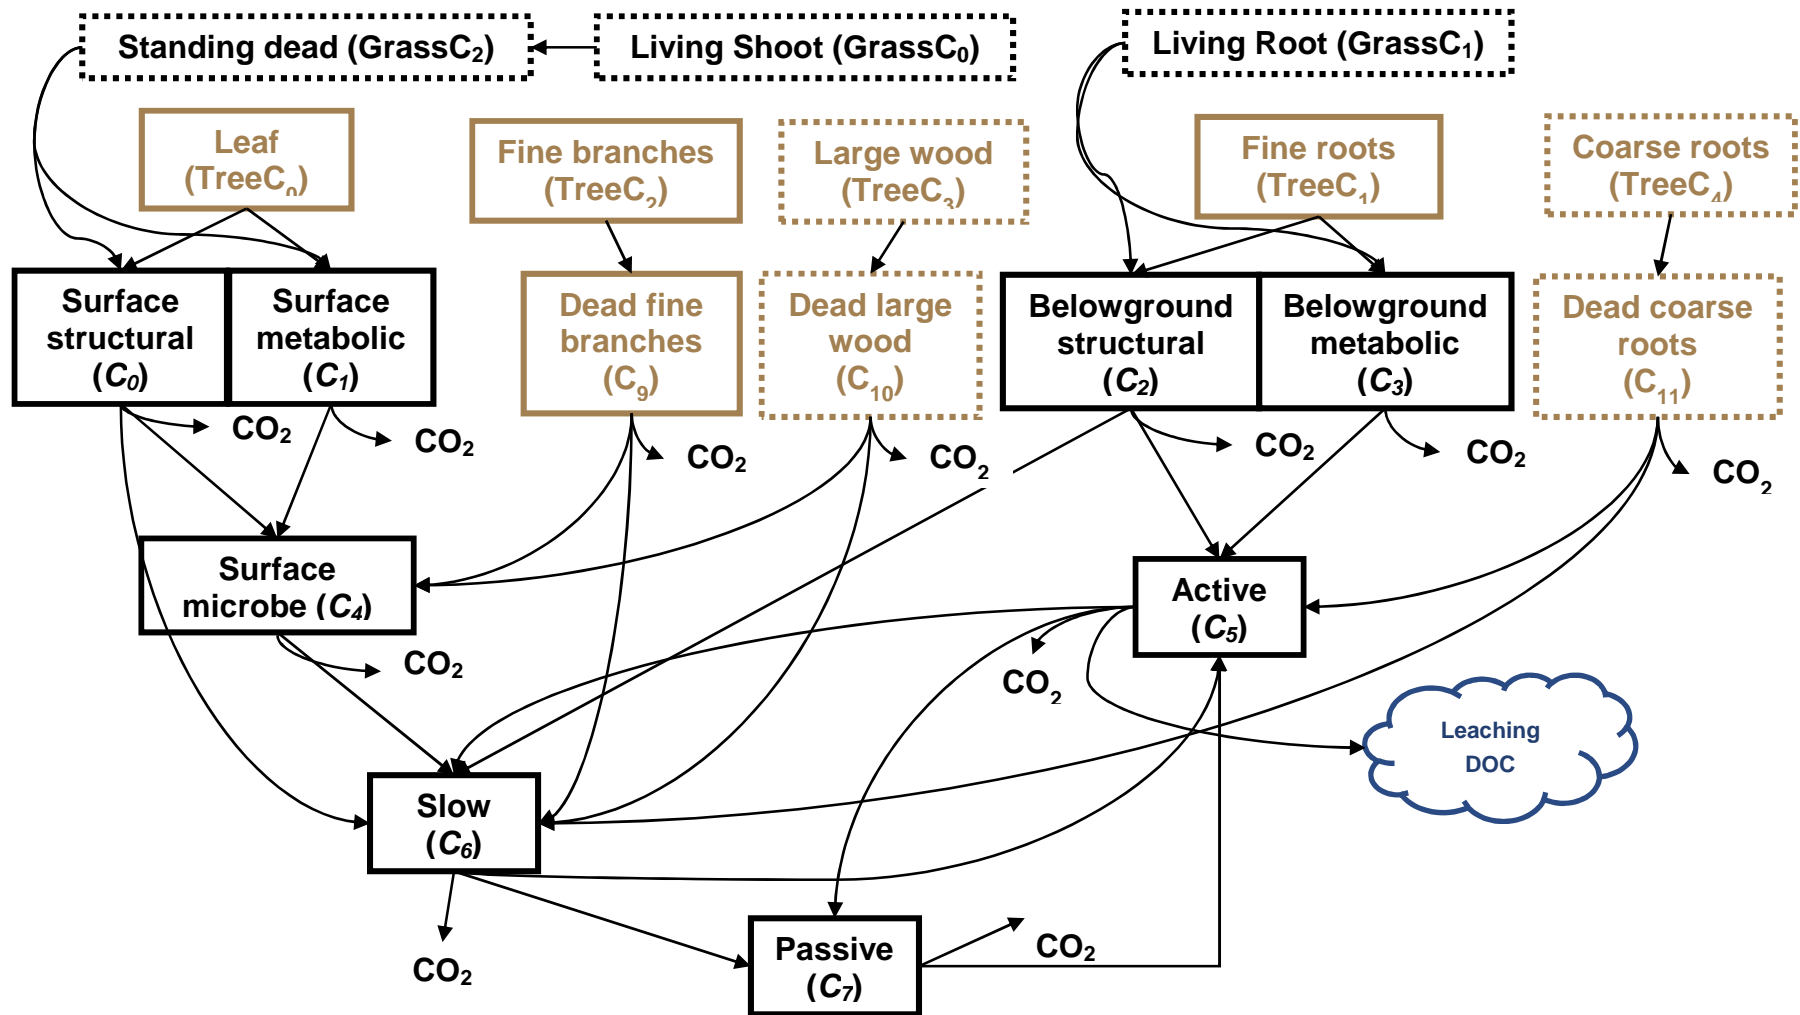 Standing dead (GrassC2)
Living Shoot (GrassC0)
Living Root (GrassC1)
Leaf
(TreeC0)
Fine branches
(TreeC2)
Large wood
(TreeC3)
Fine roots
(TreeC1)
Coarse roots
(TreeC4)
Surface
structural
(C0)
Surface
metabolic
(C1)
Dead fine
branches
(C9)
Dead large
wood
(C10)
Belowground
structural
(C2)
Belowground
metabolic
(C3)
Dead coarse
roots
(C11)
CO2
CO2
CO2
CO2
CO2
CO2
CO2
Surface
microbe (C4)
CO2
Active
(C5)
CO2
Leaching
DOC
Slow
(C6)
CO2
Passive
(C7)
CO2